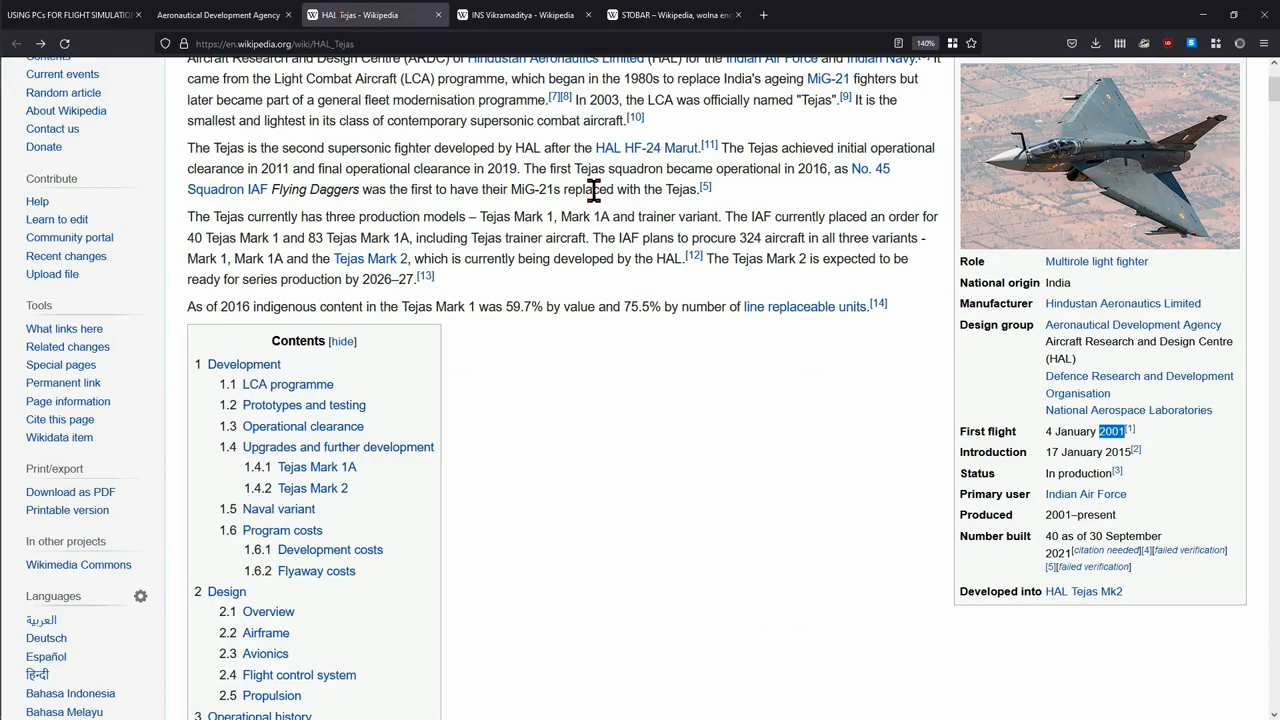 USING PCs FOR FLIGHT SIMULATION
Aeronautical Development Agency
HAL Tejas - Wikipedia
INS Vikramaditya - Wikipedia
STOBAR – Wikipedia, wolna enc
https://en.wikipedia.org/wiki/HAL_Tejas
140%
Contents
Current events
Random article
About Wikipedia
Contact us
Donate
Contribute
Help
Learn to edit
Community portal
Recent changes
Upload file
Tools
What links here
Related changes
Special pages
Permanent link
Page information
Cite this page
Wikidata item
Print/export
Download as PDF
Printable version
In other projects
Wikimedia Commons
Languages
العربية
Deutsch
Español
हिन्दी
Bahasa Indonesia
Bahasa Melayu
Aircraft Research and Design Centre (ARDC) of Hindustan Aeronautics Limited (HAL) for the Indian Air Force and Indian Navy. It
came from the Light Combat Aircraft (LCA) programme, which began in the 1980s to replace India's ageing MiG-21 fighters but
later became part of a general fleet modernisation programme.[7][8] In 2003, the LCA was officially named "Tejas".[9] It is the
smallest and lightest in its class of contemporary supersonic combat aircraft.[10]
The Tejas is the second supersonic fighter developed by HAL after the HAL HF-24 Marut.[11] The Tejas achieved initial operational
clearance in 2011 and final operational clearance in 2019. The first Tejas squadron became operational in 2016, as No. 45
Squadron IAF Flying Daggers was the first to have their MiG-21s replaced with the Tejas.[5]
The Tejas currently has three production models – Tejas Mark 1, Mark 1A and trainer variant. The IAF currently placed an order for
40 Tejas Mark 1 and 83 Tejas Mark 1A, including Tejas trainer aircraft. The IAF plans to procure 324 aircraft in all three variants -
Mark 1, Mark 1A and the Tejas Mark 2, which is currently being developed by the HAL.[12] The Tejas Mark 2 is expected to be
ready for series production by 2026–27.[13]
As of 2016 indigenous content in the Tejas Mark 1 was 59.7% by value and 75.5% by number of line replaceable units.[14]
Contents [hide]
1 Development
1.1 LCA programme
1.2 Prototypes and testing
1.3 Operational clearance
1.4 Upgrades and further development
1.4.1 Tejas Mark 1A
1.4.2 Tejas Mark 2
1.5 Naval variant
1.6 Program costs
1.6.1 Development costs
1.6.2 Flyaway costs
2 Design
2.1 Overview
2.2 Airframe
2.3 Avionics
2.4 Flight control system
2.5 Propulsion
3 Operational history
Role Multirole light fighter
National origin India
Manufacturer Hindustan Aeronautics Limited
Design group Aeronautical Development Agency
Aircraft Research and Design Centre
(HAL)
Defence Research and Development
Organisation
National Aerospace Laboratories
First flight 4 January 2001[1]
Introduction 17 January 2015[2]
Status In production[3]
Primary user Indian Air Force
Produced 2001–present
Number built 40 as of 30 September
2021[citation needed][4][failed verification]
[5][failed verification]
Developed into HAL Tejas Mk2